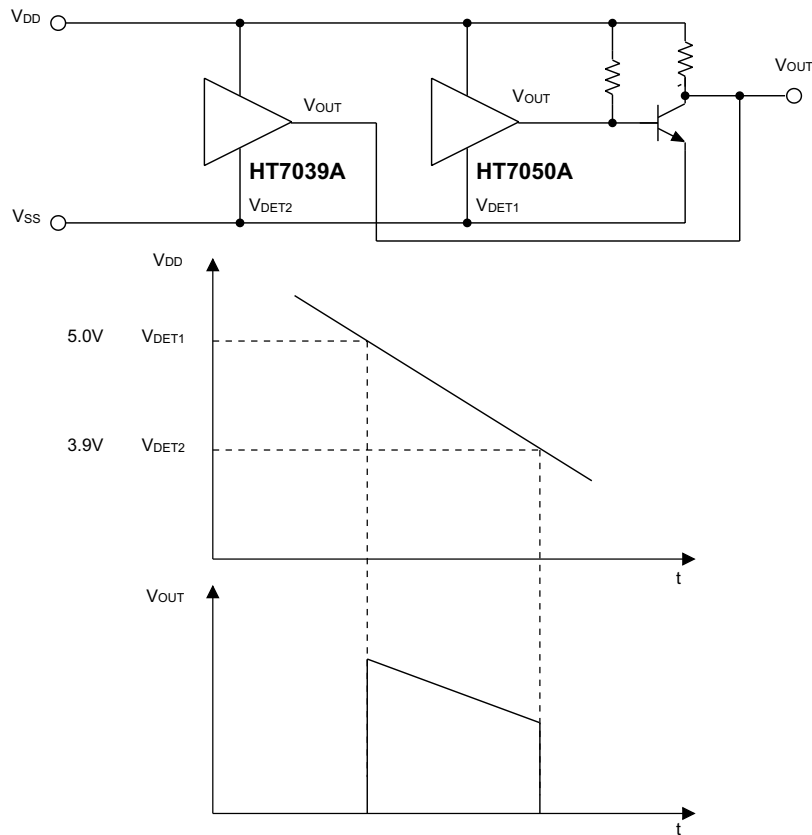 VDD
VOUT
VOUT
VOUT
HT7039A
HT7050A
VDET2
VDET1
VSS
VDD
5.0V VDET1
3.9V VDET2
t
VOUT
t